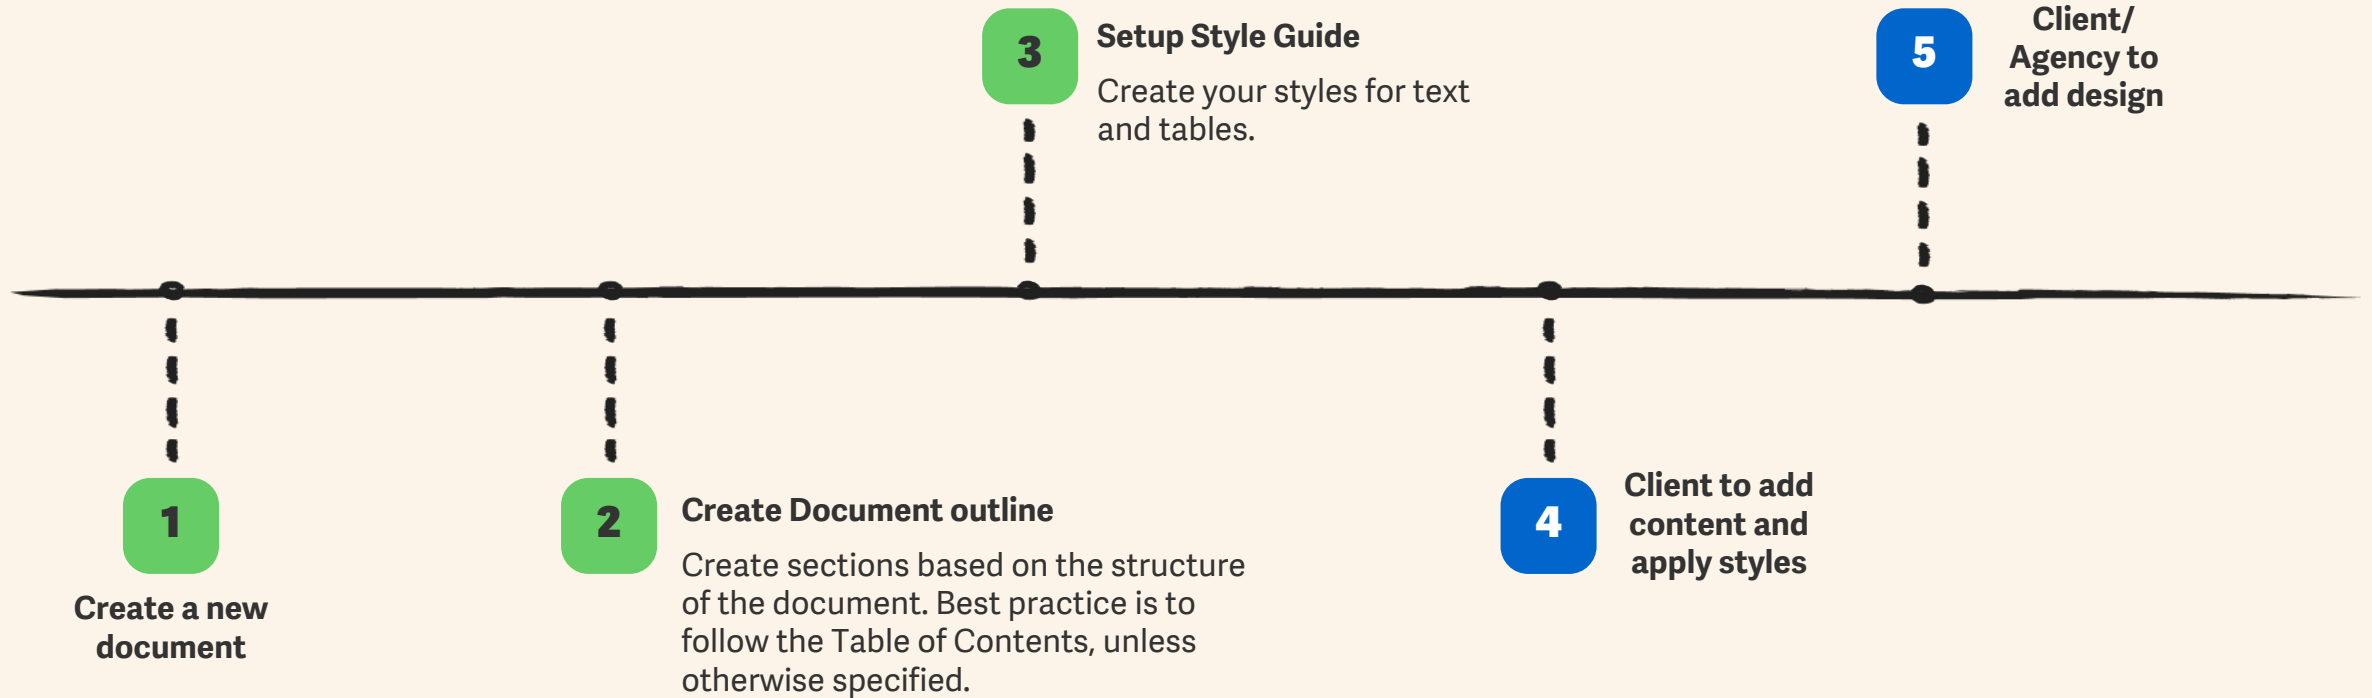 1
Create a new
document
2
Create Document outline
Create sections based on the structure
of the document. Best practice is to
follow the Table of Contents, unless
otherwise specified.
3
Setup Style Guide
Create your styles for text
and tables.
4
Client to add
content and
apply styles
5
Client/
Agency to
add design